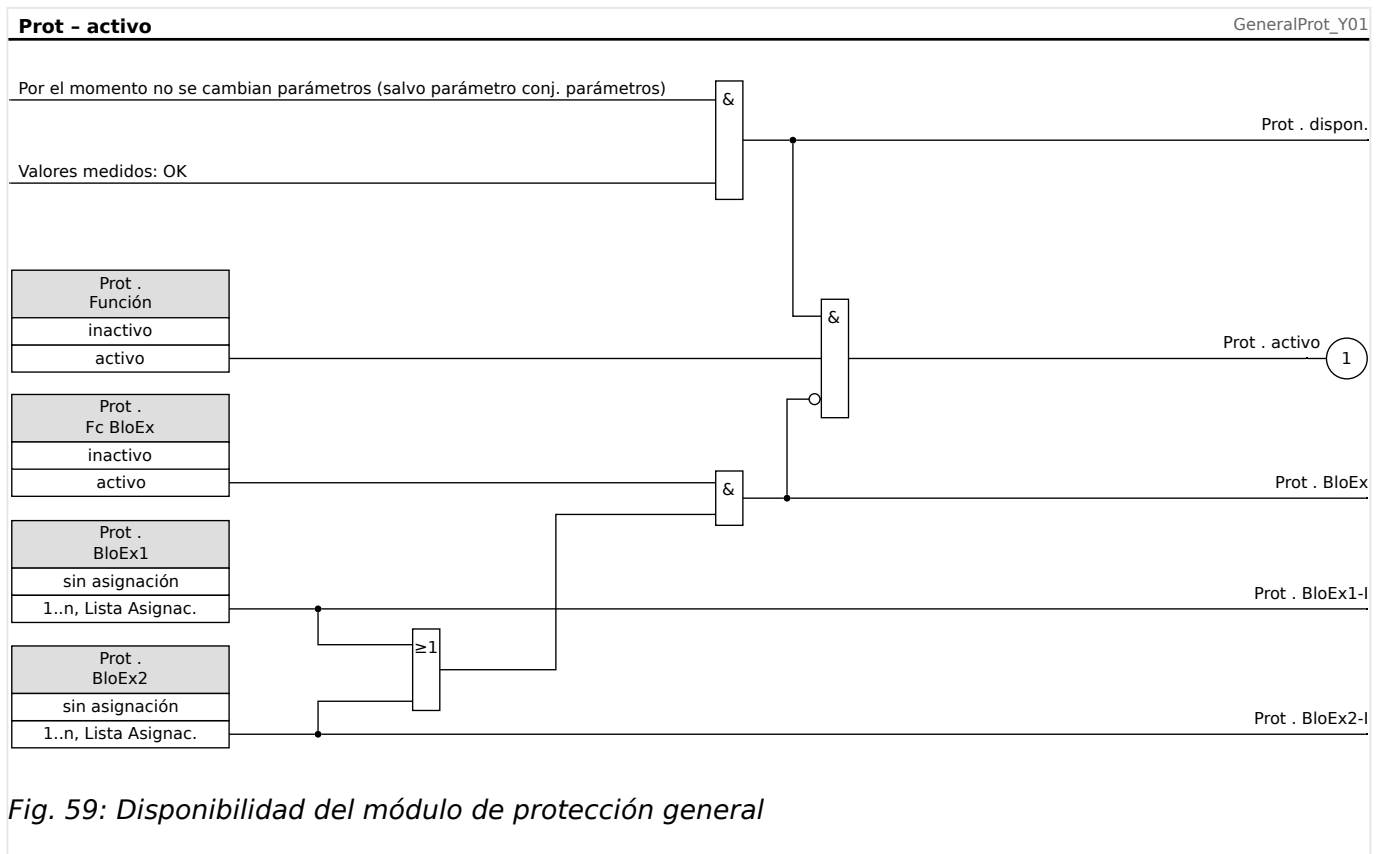 Prot – activo
GeneralProt_Y01
Por el momento no se cambian parámetros (salvo parámetro conj. parámetros)
&
Prot . dispon.
Valores medidos: OK
Prot .
Función
inactivo
activo
&
Prot . activo
1
Prot .
Fc BloEx
inactivo
activo
&
Prot . BloEx
Prot .
BloEx1
sin asignación
1..n, Lista Asignac.
Prot . BloEx1-I
≥1
Prot .
BloEx2
sin asignación
1..n, Lista Asignac.
Prot . BloEx2-I
Fig. 59: Disponibilidad del módulo de protección general